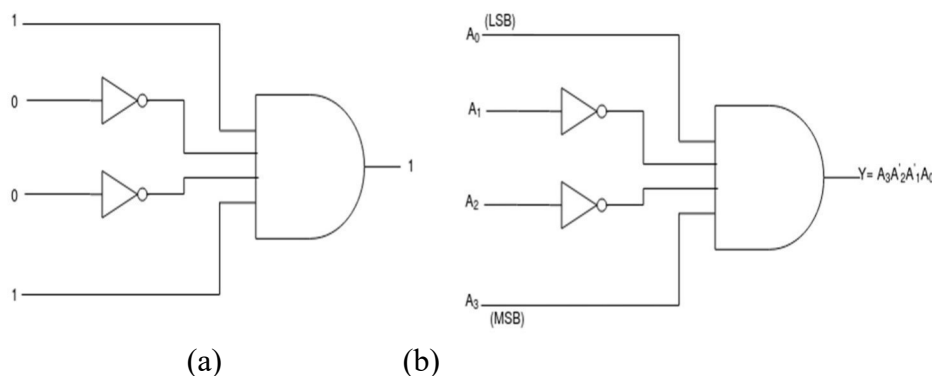 1
0
0
1
1
A₀ (LSB)
A₁
A₂
A₃ (MSB)
Y= A₃A'₂A'₁A₀
(a) (b)